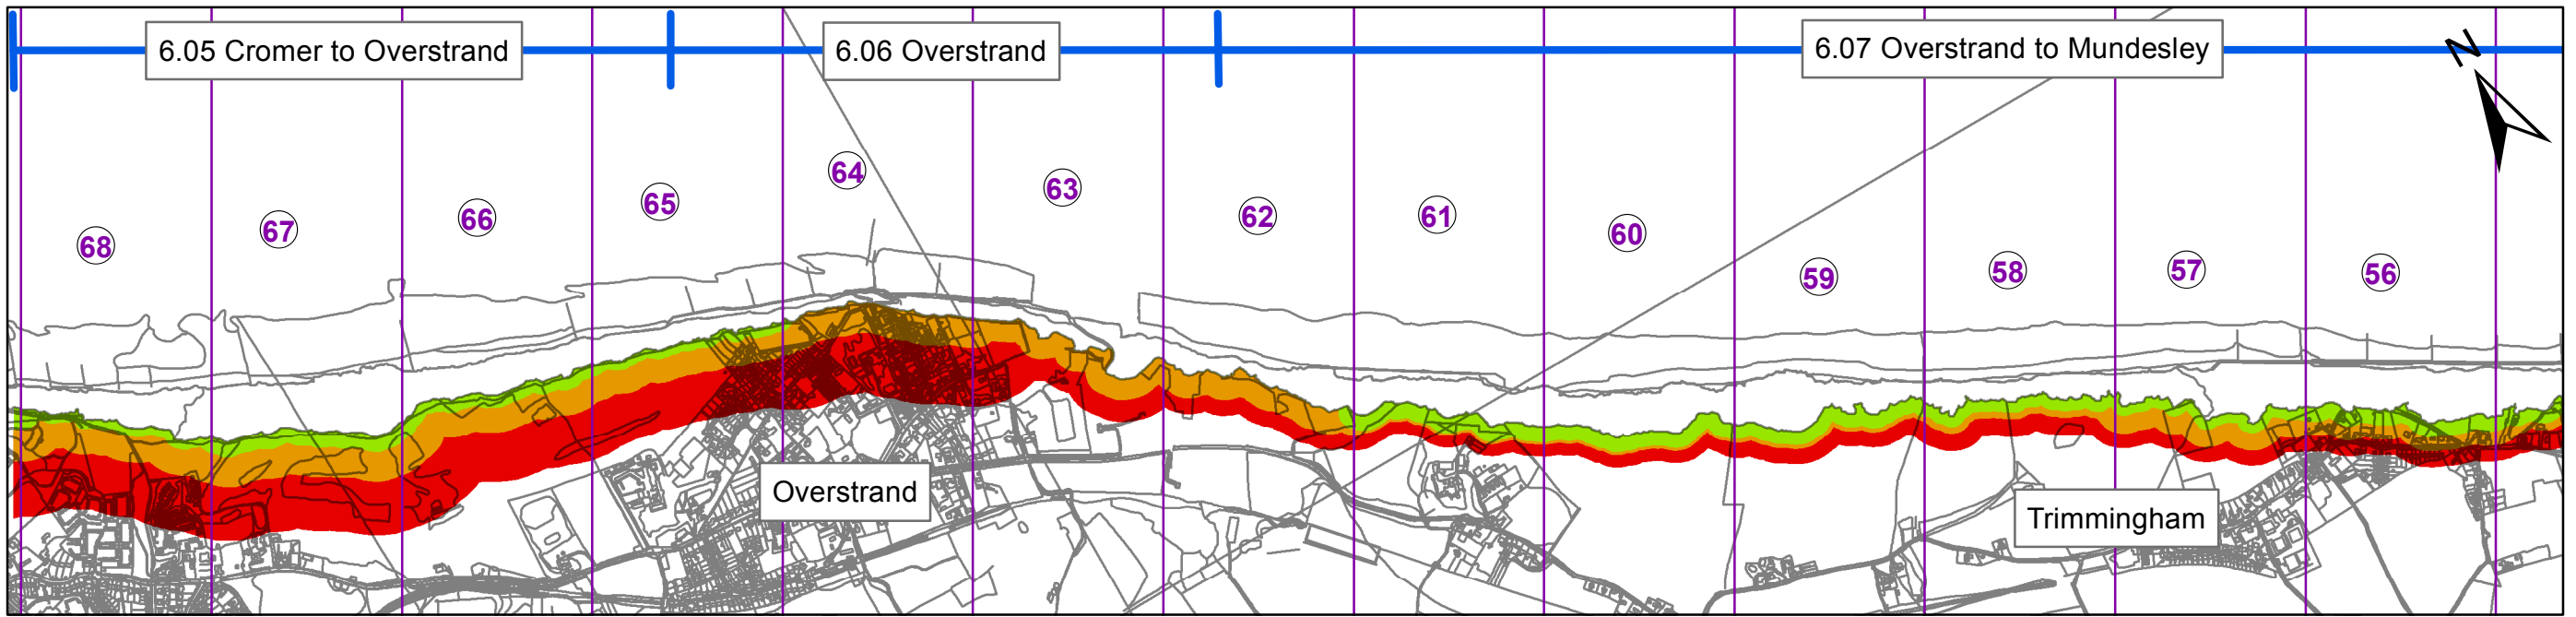 6.05 Cromer to Overstrand
6.06 Overstrand
6.07 Overstrand to Mundesley
N
68
67
66
65
64
63
62
61
60
59
58
57
56
Overstrand
Trimmingham